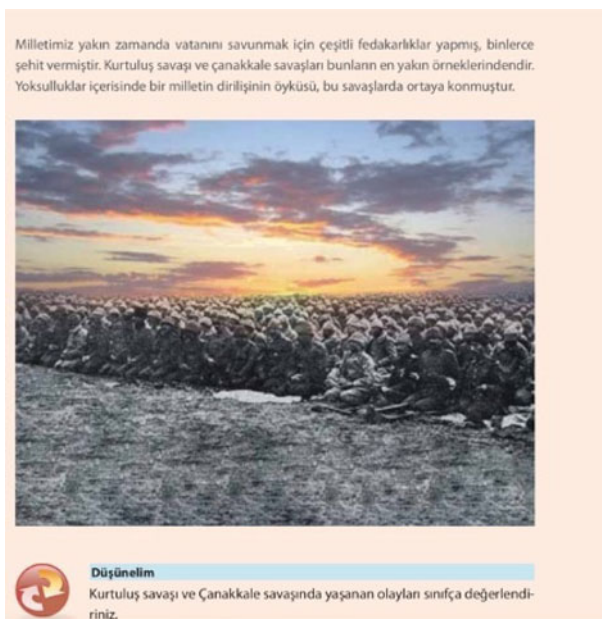 Milletimiz yakın zamanda vatanını savunmak için çeşitli fedakarlıklar yapmış, binlerce
şehit vermiştir. Kurtuluş savaşı ve çanakkale savaşları bunların en yakın örneklerindendir.
Yoksulluklar içerisinde bir milletin dirilişinin öyküsü, bu savaşlarda ortaya konmuştur.
Düşünelim
Kurtuluş savaşı ve Çanakkale savaşında yaşanan olayları sınıfça değerlendi-
riniz.